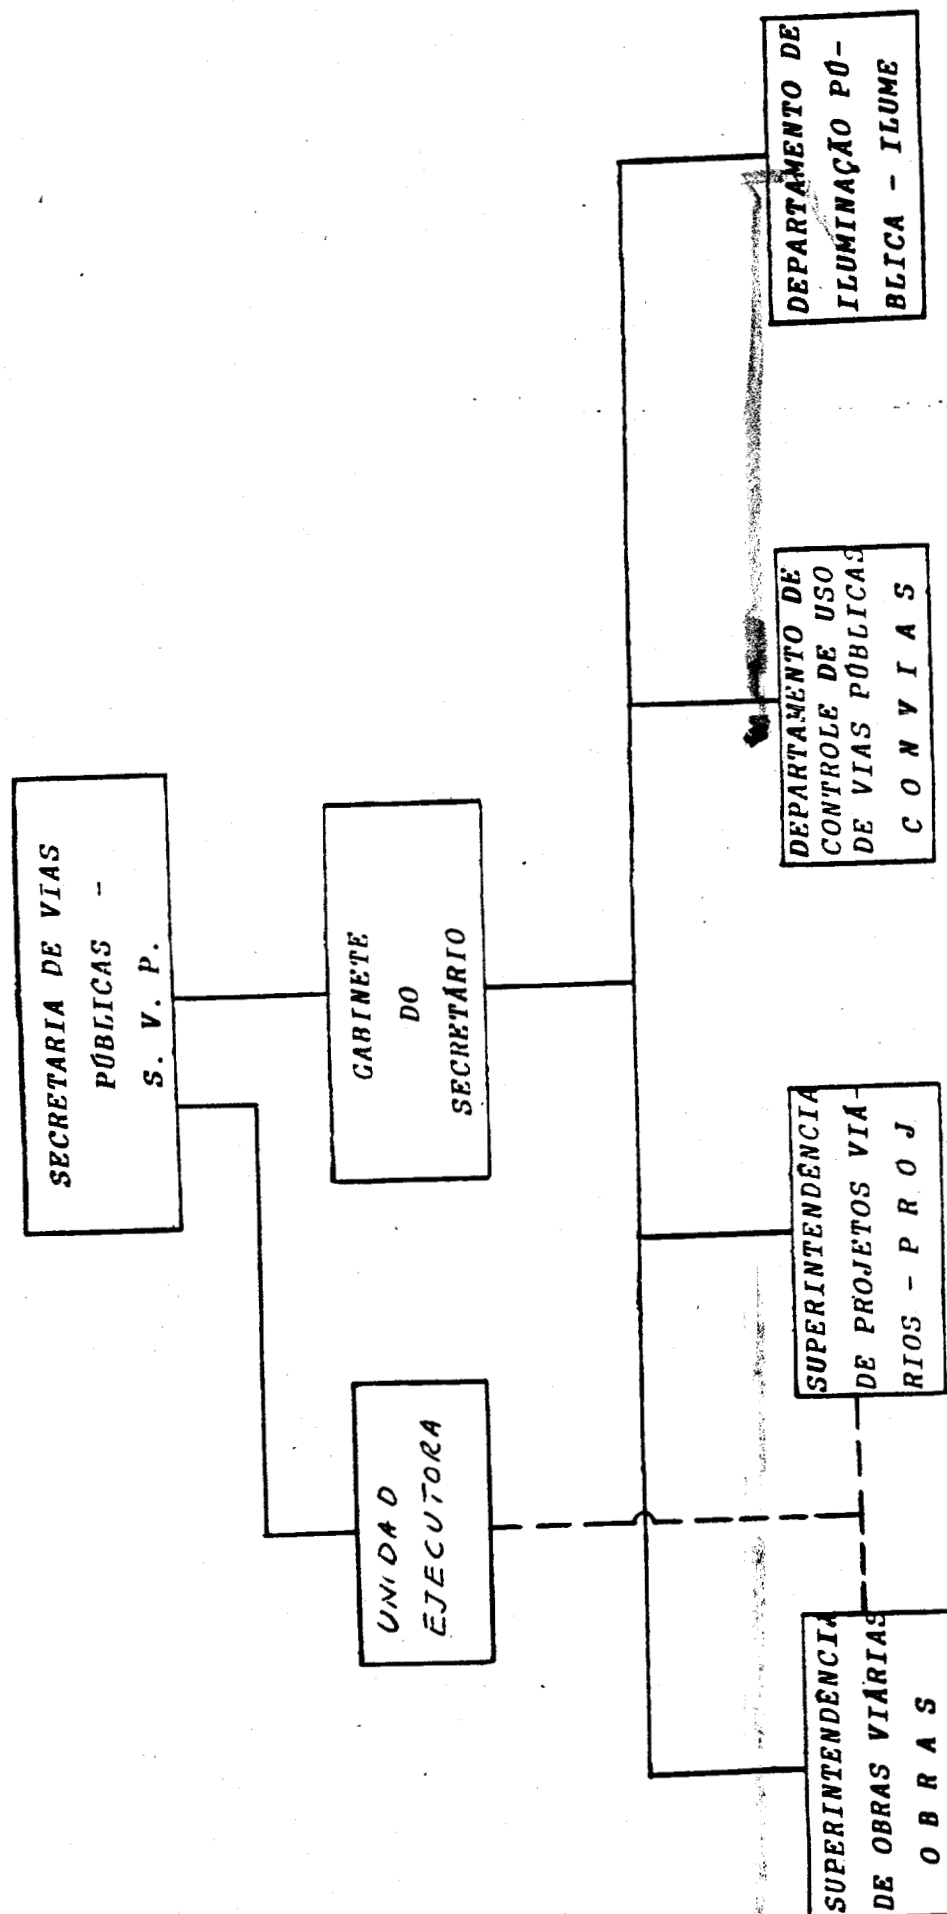 SECRETARIA DE VIAS
PÚBLICAS -
S. V. P.
UNIDAD
EJECUTORA
GABINETE
DO
SECRETÁRIO
SUPERINTENDÊNCIA
DE OBRAS VIÁRIAS
O B R A S
SUPERINTENDÊNCIA
DE PROJETOS VIÁ-
RIOS - P R O J
DEPARTAMENTO DE
CONTROLE DE USO
DE VIAS PÚBLICAS
C O N V I A S
DEPARTAMENTO DE
ILUMINAÇÃO PÚ-
BLICA - ILUME